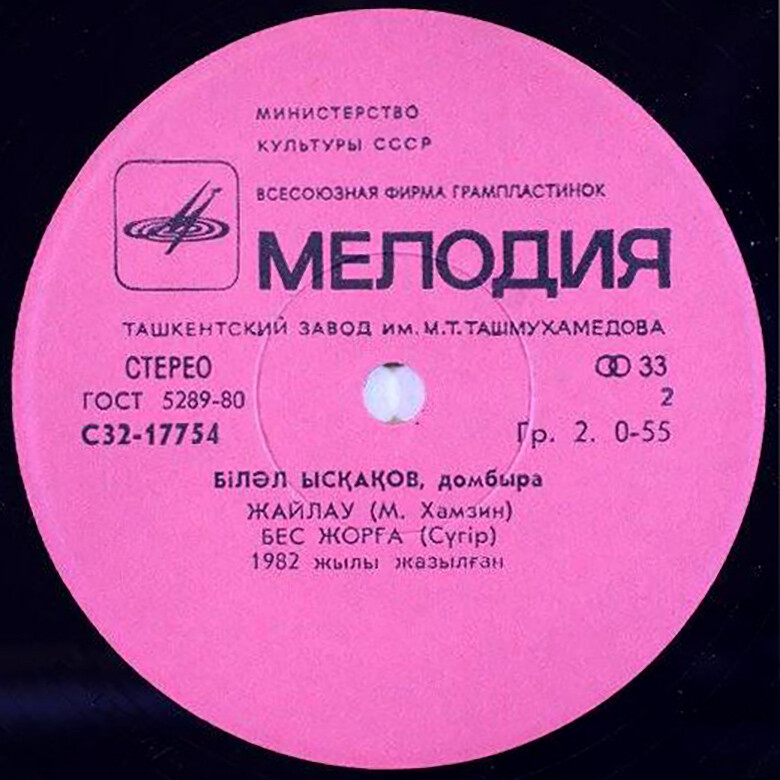 МИНИСТЕРСТВО
КУЛЬТУРЫ СССР
ВСЕСОЮЗНАЯ ФИРМА ГРАМПЛАСТИНОК
МЕЛОДИЯ
ТАШКЕНТСКИЙ ЗАВОД ИМ. М.Т.ТАШМУХАМЕДОВА
СТЕРЕО 33
ГОСТ 5289-80 2
С32-17754 Гр. 2. 0-55
БІЛӘЛ ЫСҚАҚОВ, домбыра
ЖАЙЛАУ (М. Хамзин)
БЕС ЖОРҒА (Сүгір)
1982 жылы жазылған